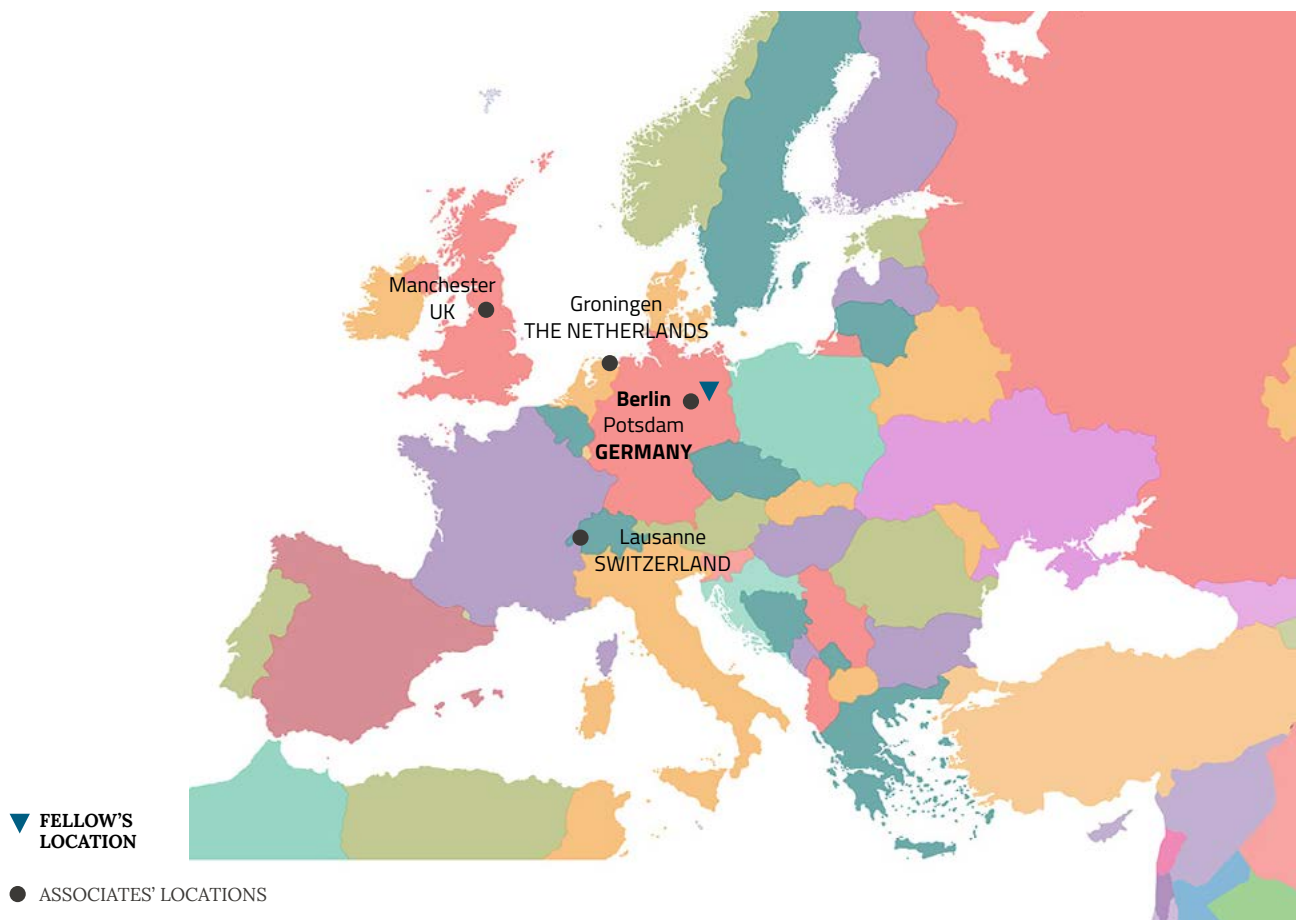 Manchester
UK
Groningen
THE NETHERLANDS
Berlin
Potsdam
GERMANY
Lausanne
SWITZERLAND
FELLOW'S
LOCATION
ASSOCIATES' LOCATIONS